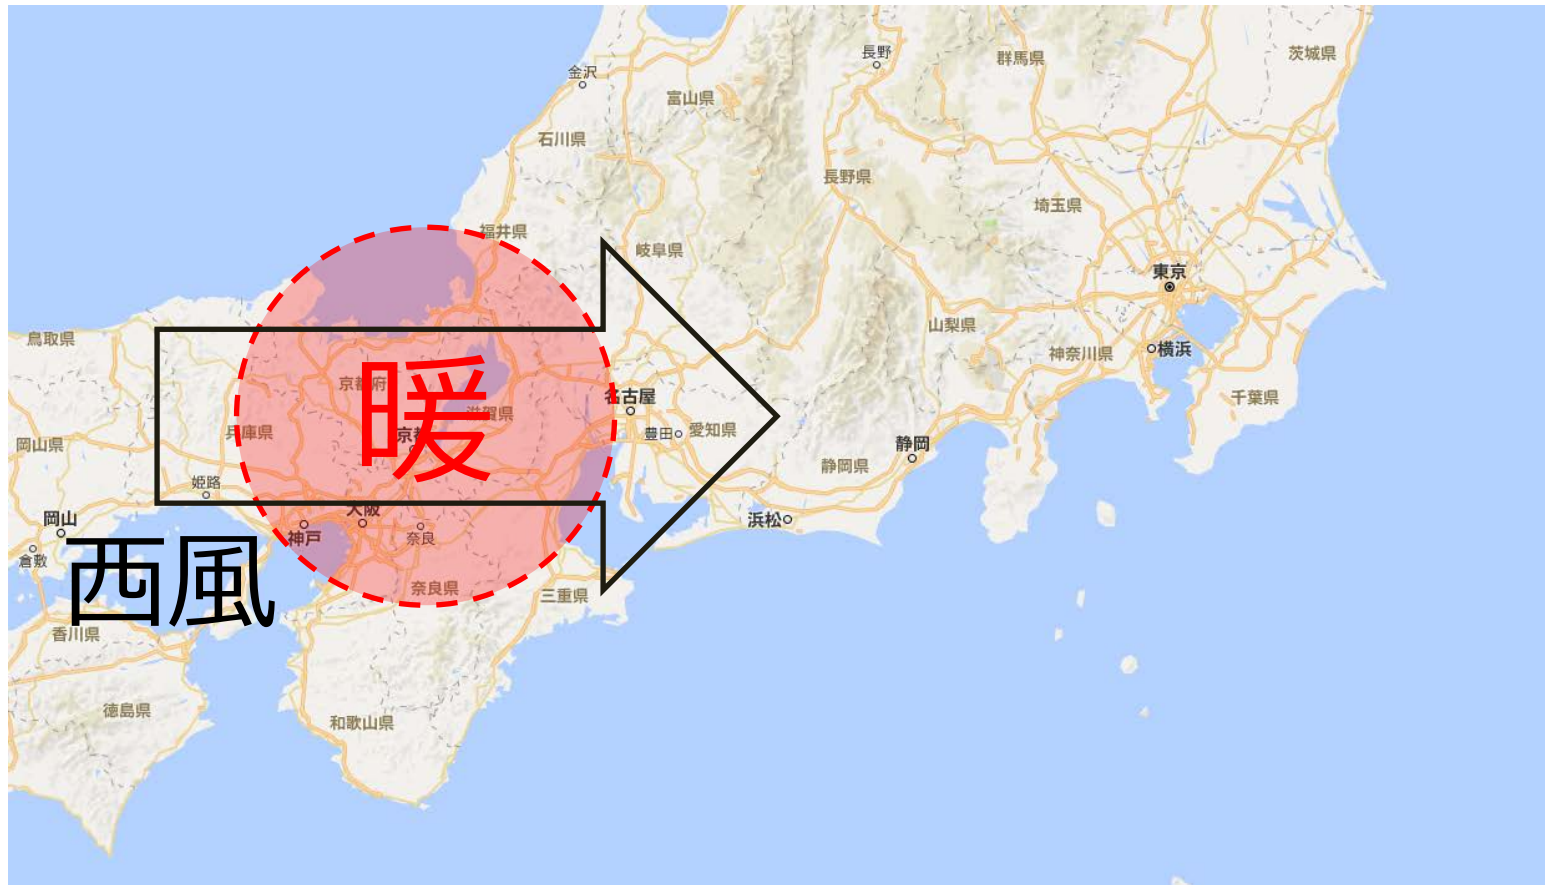 長野
群馬県
茨城県
金沢
富山県
石川県
長野県
埼玉県
福井県
岐阜県
東京
鳥取県
山梨県
横浜
神奈川県
暖
京都府
千葉県
名古屋
滋賀県
兵庫県
京都
豊田
愛知県
岡山県
静岡
静岡県
姫路
大阪
岡山
浜松
神戸
奈良
倉敷
西風
奈良県
三重県
香川県
徳島県
和歌山県